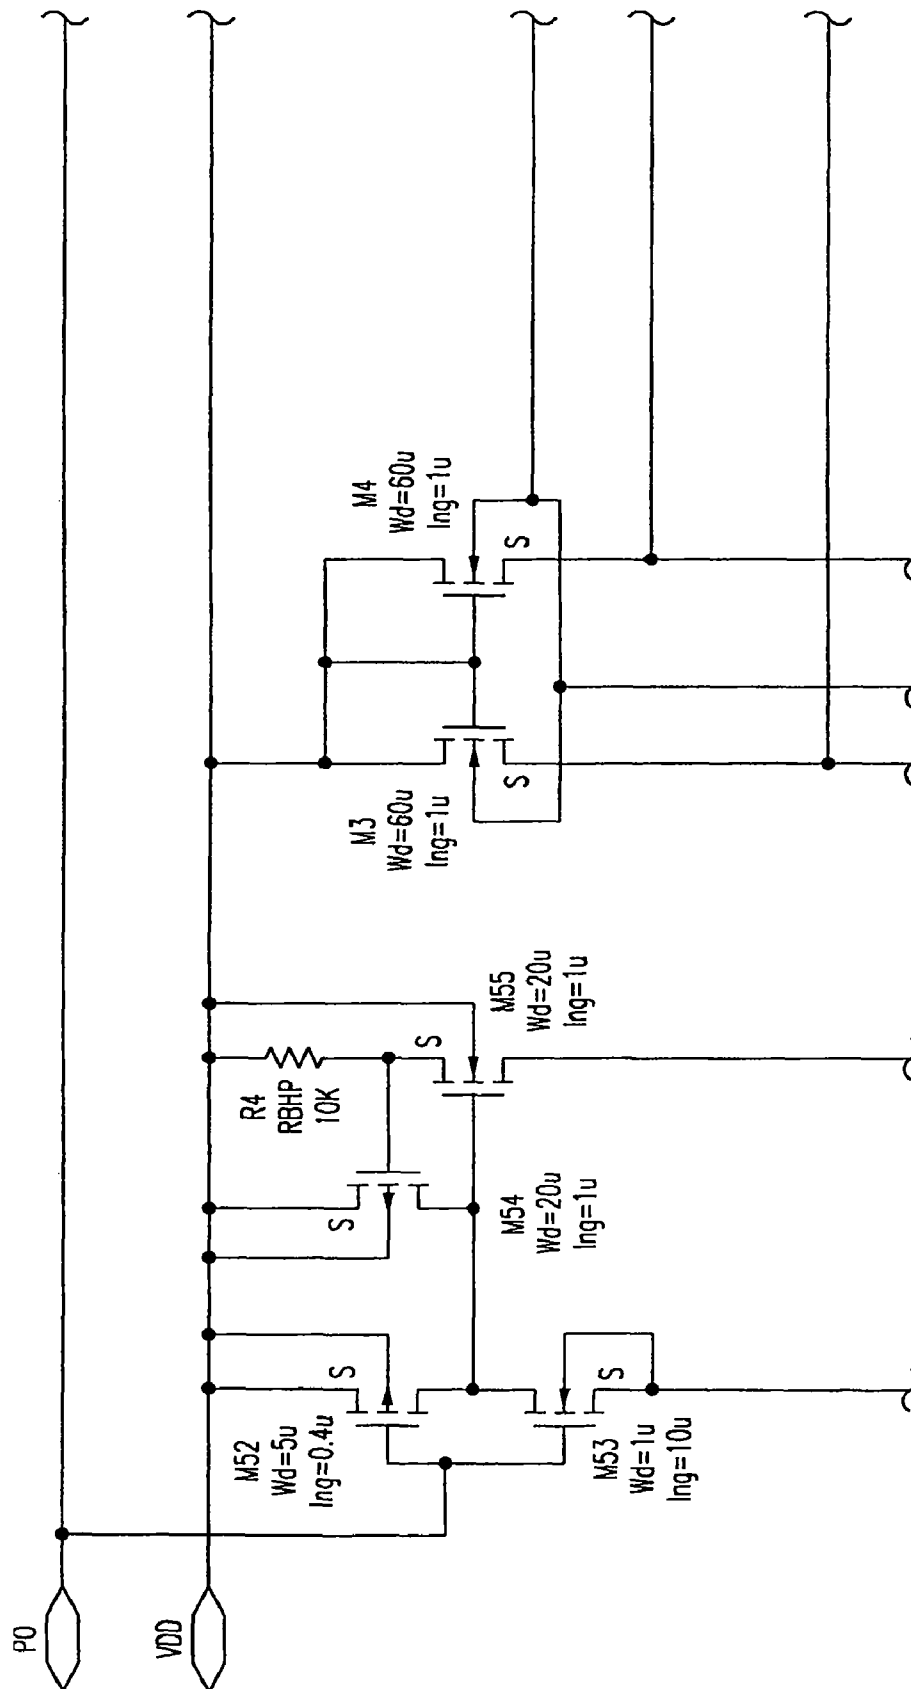 PO
VDD
M52
Wd=5u
lng=0.4u
S
M53
Wd=1u
lng=10u
S
S
M54
Wd=20u
lng=1u
R4
RBHP
10K
S
M55
Wd=20u
lng=1u
M3
Wd=60u
lng=1u
S
M4
Wd=60u
lng=1u
S